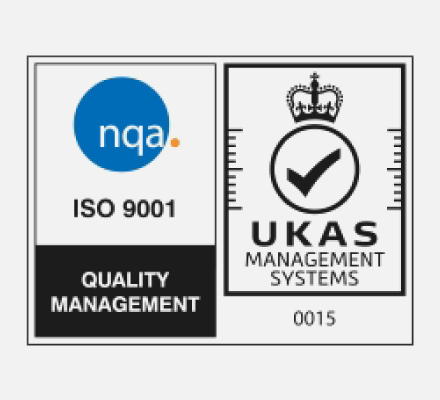 nqa.
ISO 9001
QUALITY
MANAGEMENT
UKAS
MANAGEMENT
SYSTEMS
0015